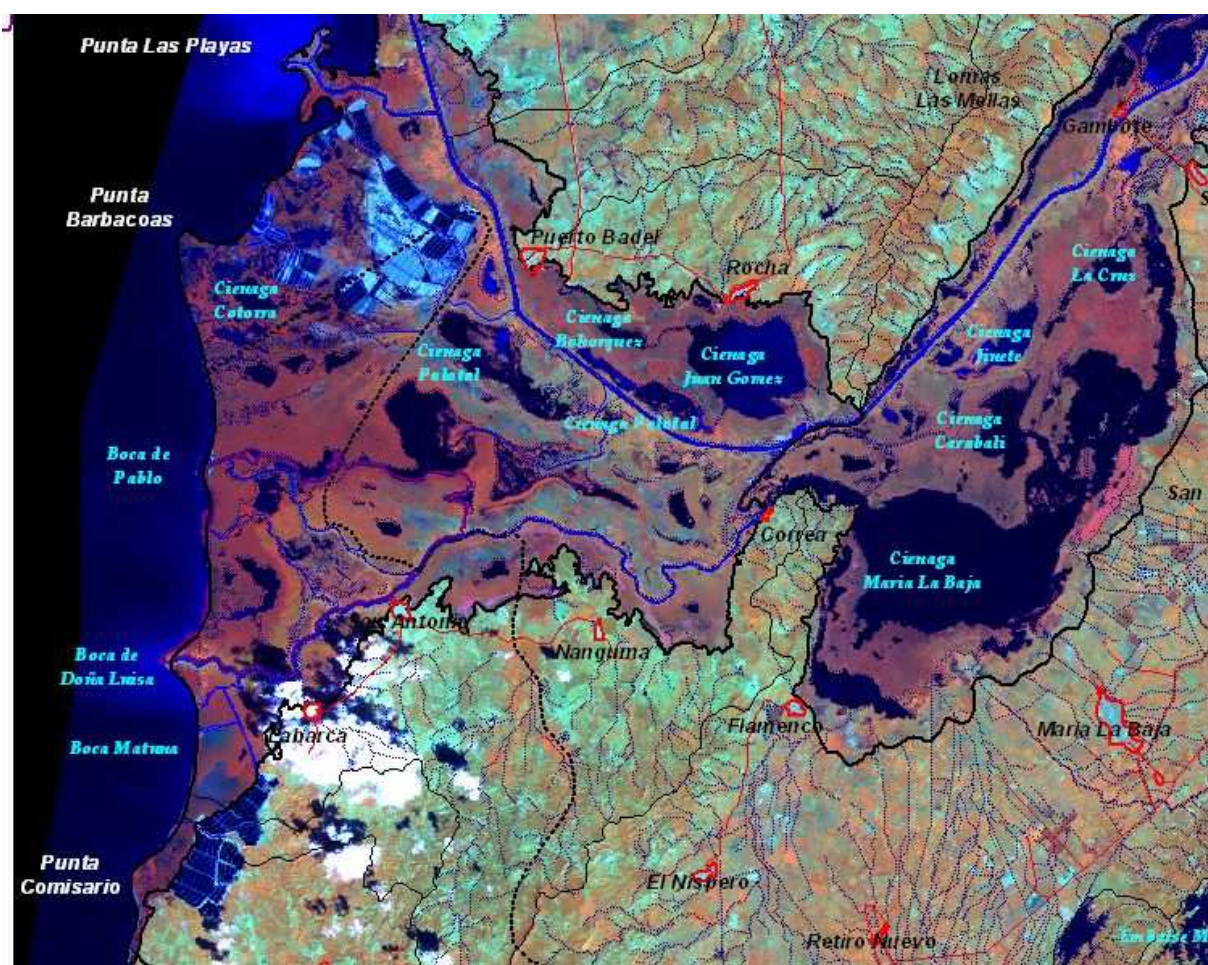 Punta Las Playas
Lomas
Las Mellas
Gambote
Punta
Barbacoas
Puerto Badel
Rocha
Cienaga
La Cruz
Cienaga
Cotorra
Cienaga
Bohorquez
Cienaga
Jinete
Cienaga
Palotal
Cienaga
Juan Gomez
Cienaga Palotal
Cienaga
Carabali
Boca de
Pablo
San
Correa
Cienaga
Maria La Baja
San Antonio
Nanguma
Boca de
Doña Luisa
Flamenco
Maria La Baja
Labarca
Boca Matuna
Punta
Comisario
El Nispero
Retiro Nuevo
Embalse M